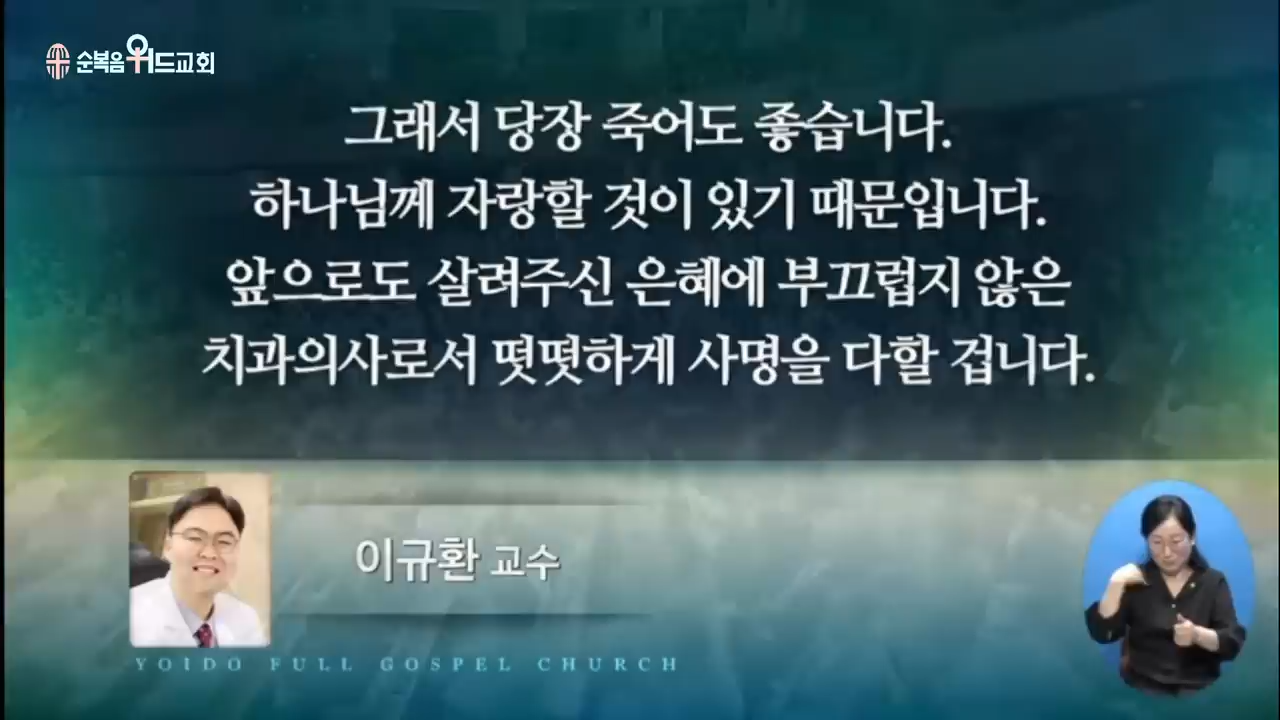 순복음위드교회
그래서 당장 죽어도 좋습니다.
하나님께 자랑할 것이 있기 때문입니다.
앞으로도 살려주신 은혜에 부끄럽지 않은
치과의사로서 떳떳하게 사명을 다할 겁니다.
이규환 교수
YOIDO FULL GOSPEL CHURCH